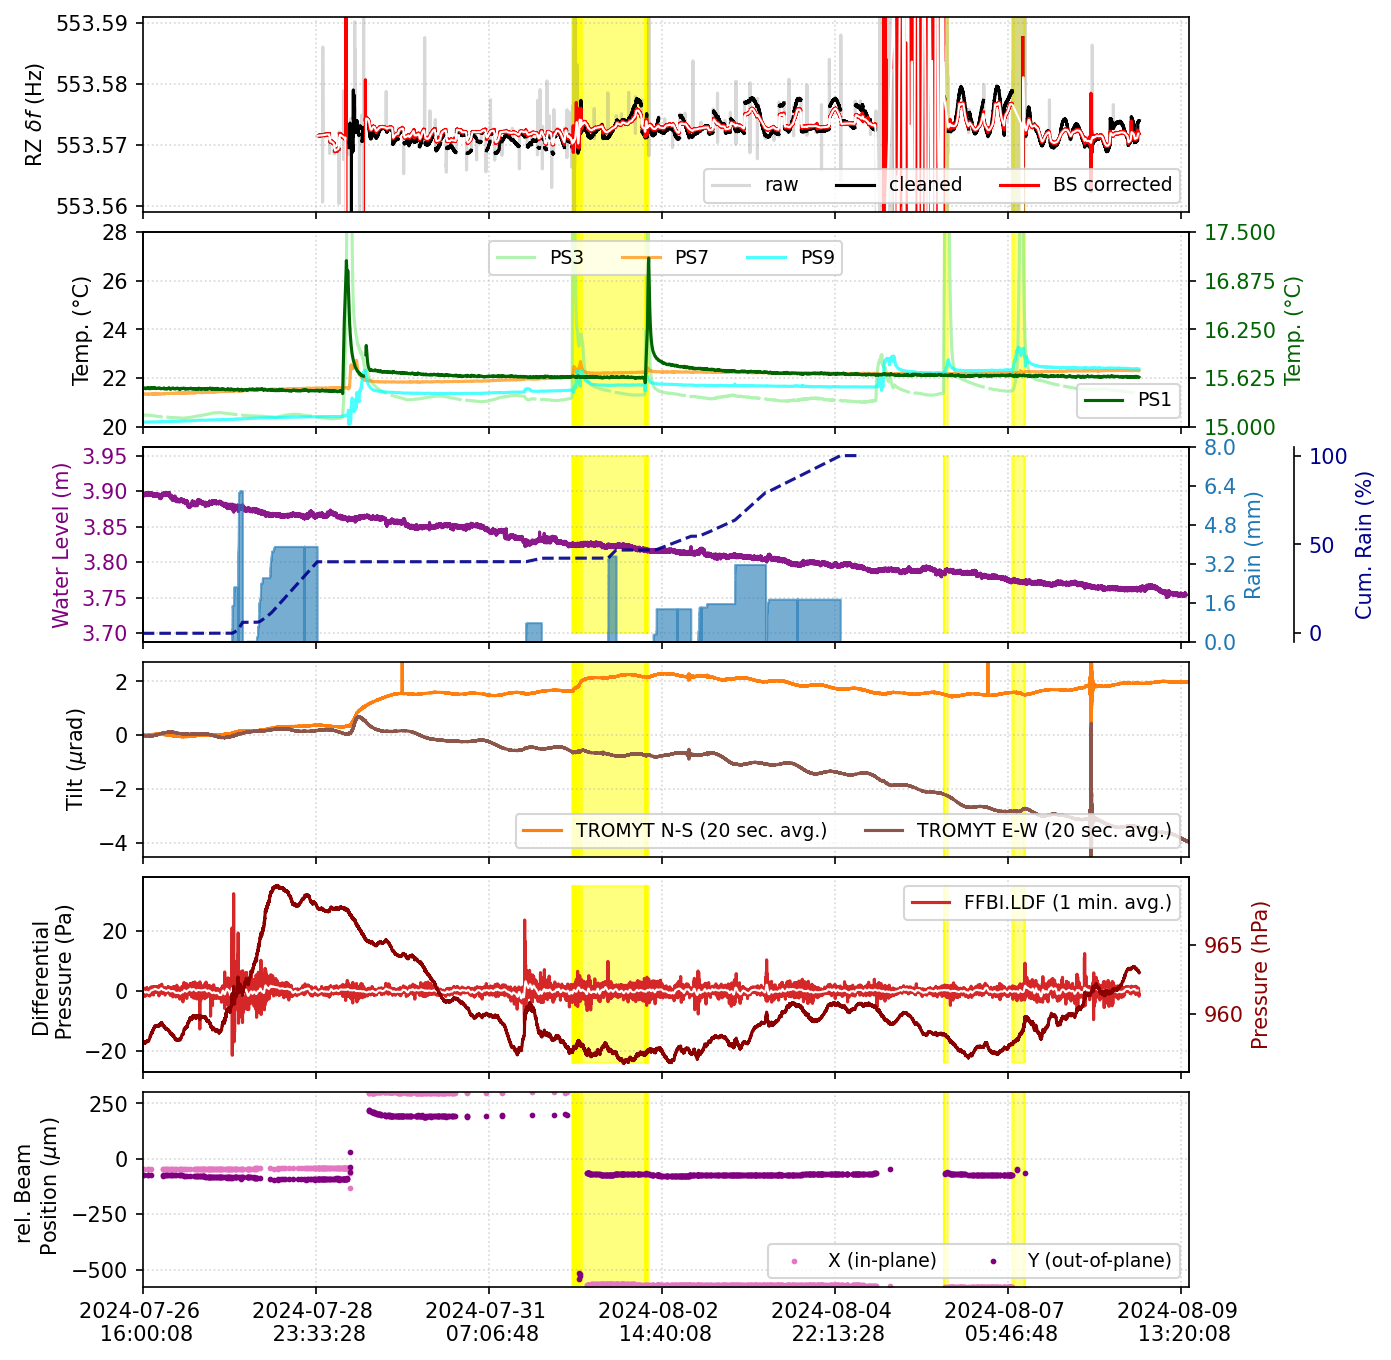 553.59
553.58
553.57
553.56
RZ δf (Hz)
raw
cleaned
BS corrected
28
26
24
22
20
Temp. (°C)
PS3
PS7
PS9
PS1
17.500
16.875
16.250
15.625
15.000
Temp. (°C)
3.95
3.90
3.85
3.80
3.75
3.70
Water Level (m)
8.0
6.4
4.8
3.2
1.6
0.0
Rain (mm)
100
50
0
Cum. Rain (%)
2
0
−2
−4
Tilt (μrad)
TROMYT N-S (20 sec. avg.)
TROMYT E-W (20 sec. avg.)
20
0
−20
Differential
Pressure (Pa)
FFBI.LDF (1 min. avg.)
965
960
Pressure (hPa)
250
0
−250
−500
rel. Beam
Position (μm)
X (in-plane)
Y (out-of-plane)
2024-07-26
16:00:08
2024-07-28
23:33:28
2024-07-31
07:06:48
2024-08-02
14:40:08
2024-08-04
22:13:28
2024-08-07
05:46:48
2024-08-09
13:20:08